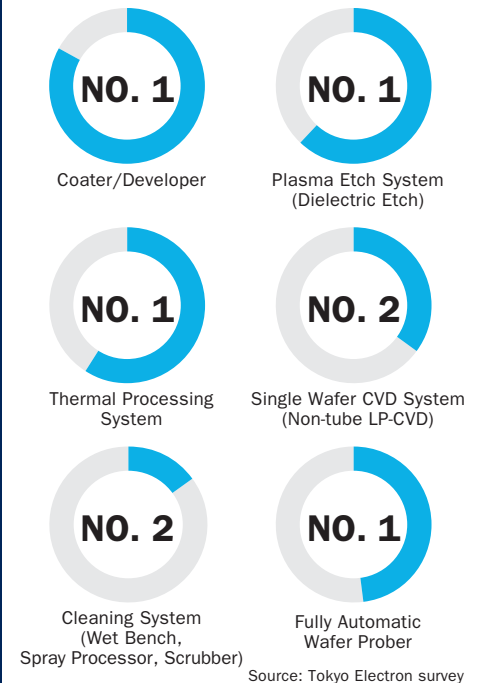 NO. 1
Coater/Developer
NO. 1
Plasma Etch System
(Dielectric Etch)
NO. 1
Thermal Processing
System
NO. 2
Single Wafer CVD System
(Non-tube LP-CVD)
NO. 2
Cleaning System
(Wet Bench,
Spray Processor, Scrubber)
NO. 1
Fully Automatic
Wafer Prober
Source: Tokyo Electron survey